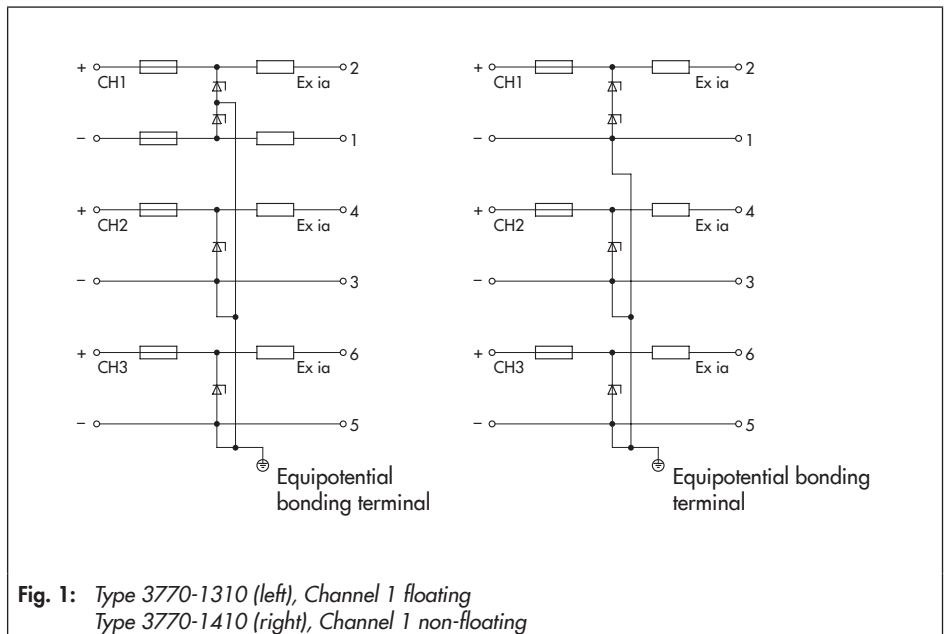 + CH1 Ex ia 2
– 1
+ CH2 Ex ia 4
– 3
+ CH3 Ex ia 6
– 5
Equipotential
bonding terminal
+ CH1 Ex ia 2
– 1
+ CH2 Ex ia 4
– 3
+ CH3 Ex ia 6
– 5
Equipotential bonding
terminal
Fig. 1: Type 3770-1310 (left), Channel 1 floating
Type 3770-1410 (right), Channel 1 non-floating